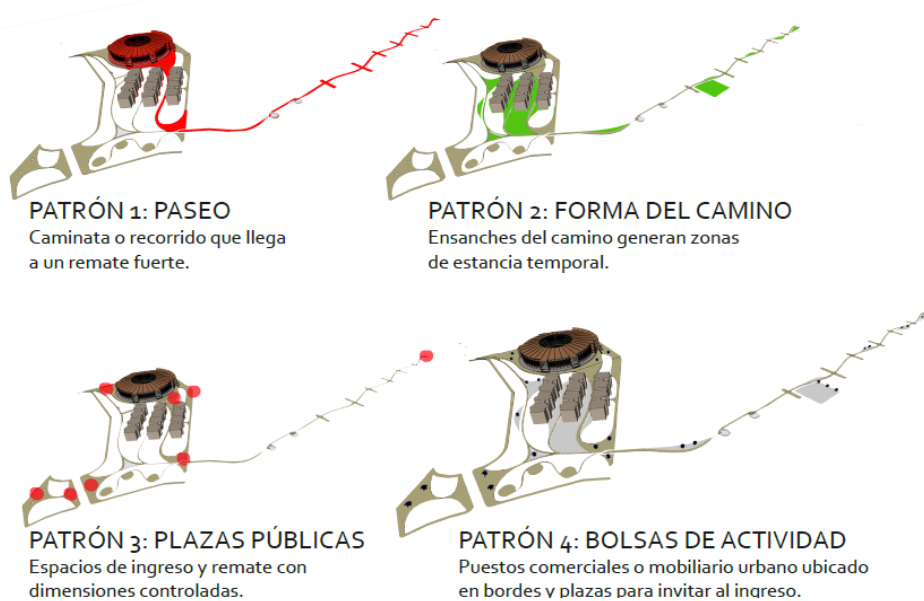 PATRÓN 1: PASEO
Caminata o recorrido que llega
a un remate fuerte.
PATRÓN 2: FORMA DEL CAMINO
Ensanches del camino generan zonas
de estancia temporal.
PATRÓN 3: PLAZAS PÚBLICAS
Espacios de ingreso y remate con
dimensiones controladas.
PATRÓN 4: BOLSAS DE ACTIVIDAD
Puestos comerciales o mobiliario urbano ubicado
en bordes y plazas para invitar al ingreso.